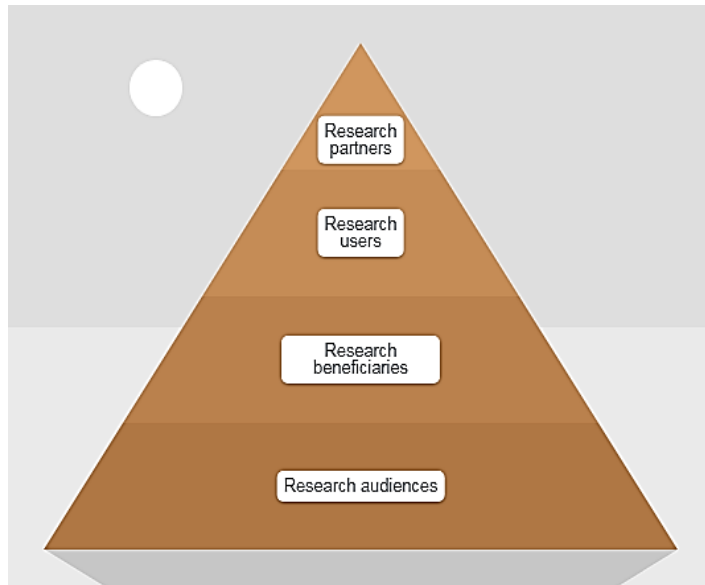 Research
partners
Research
users
Research
beneficiaries
Research audiences